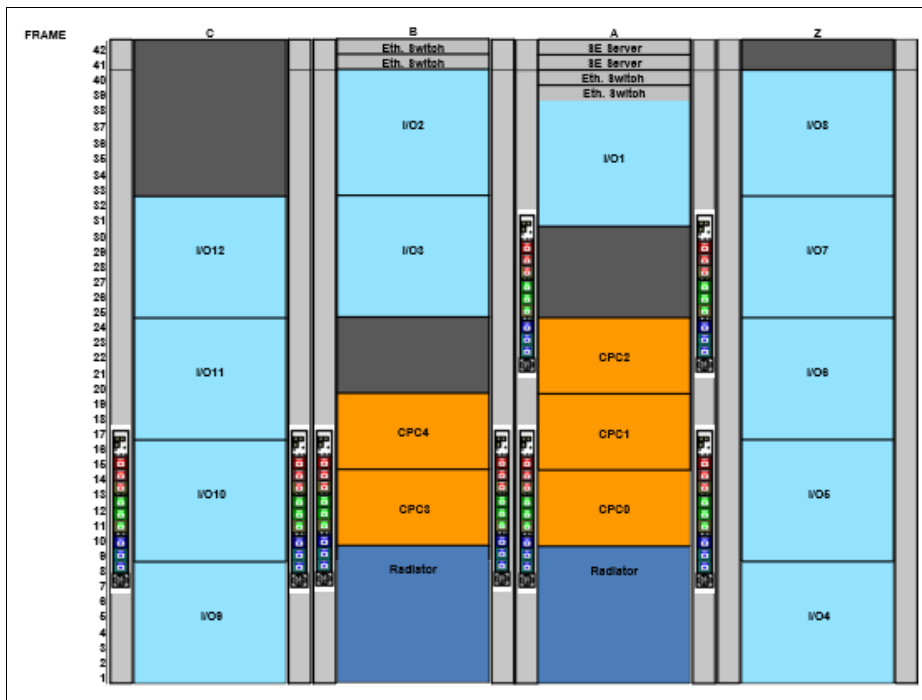 FRAME
C
B
A
Z
42
41
40
39
38
37
36
35
34
33
32
31
30
29
28
27
26
25
24
23
22
21
20
19
18
17
16
15
14
13
12
11
10
9
8
7
6
5
4
3
2
1
I/O12
I/O11
I/O10
I/O9
Eth. Switch
Eth. Switch
I/O2
I/O3
CPC4
CPC3
Radiator
SE Server
SE Server
Eth. Switch
Eth. Switch
I/O1
CPC2
CPC1
CPC0
Radiator
I/O8
I/O7
I/O6
I/O5
I/O4